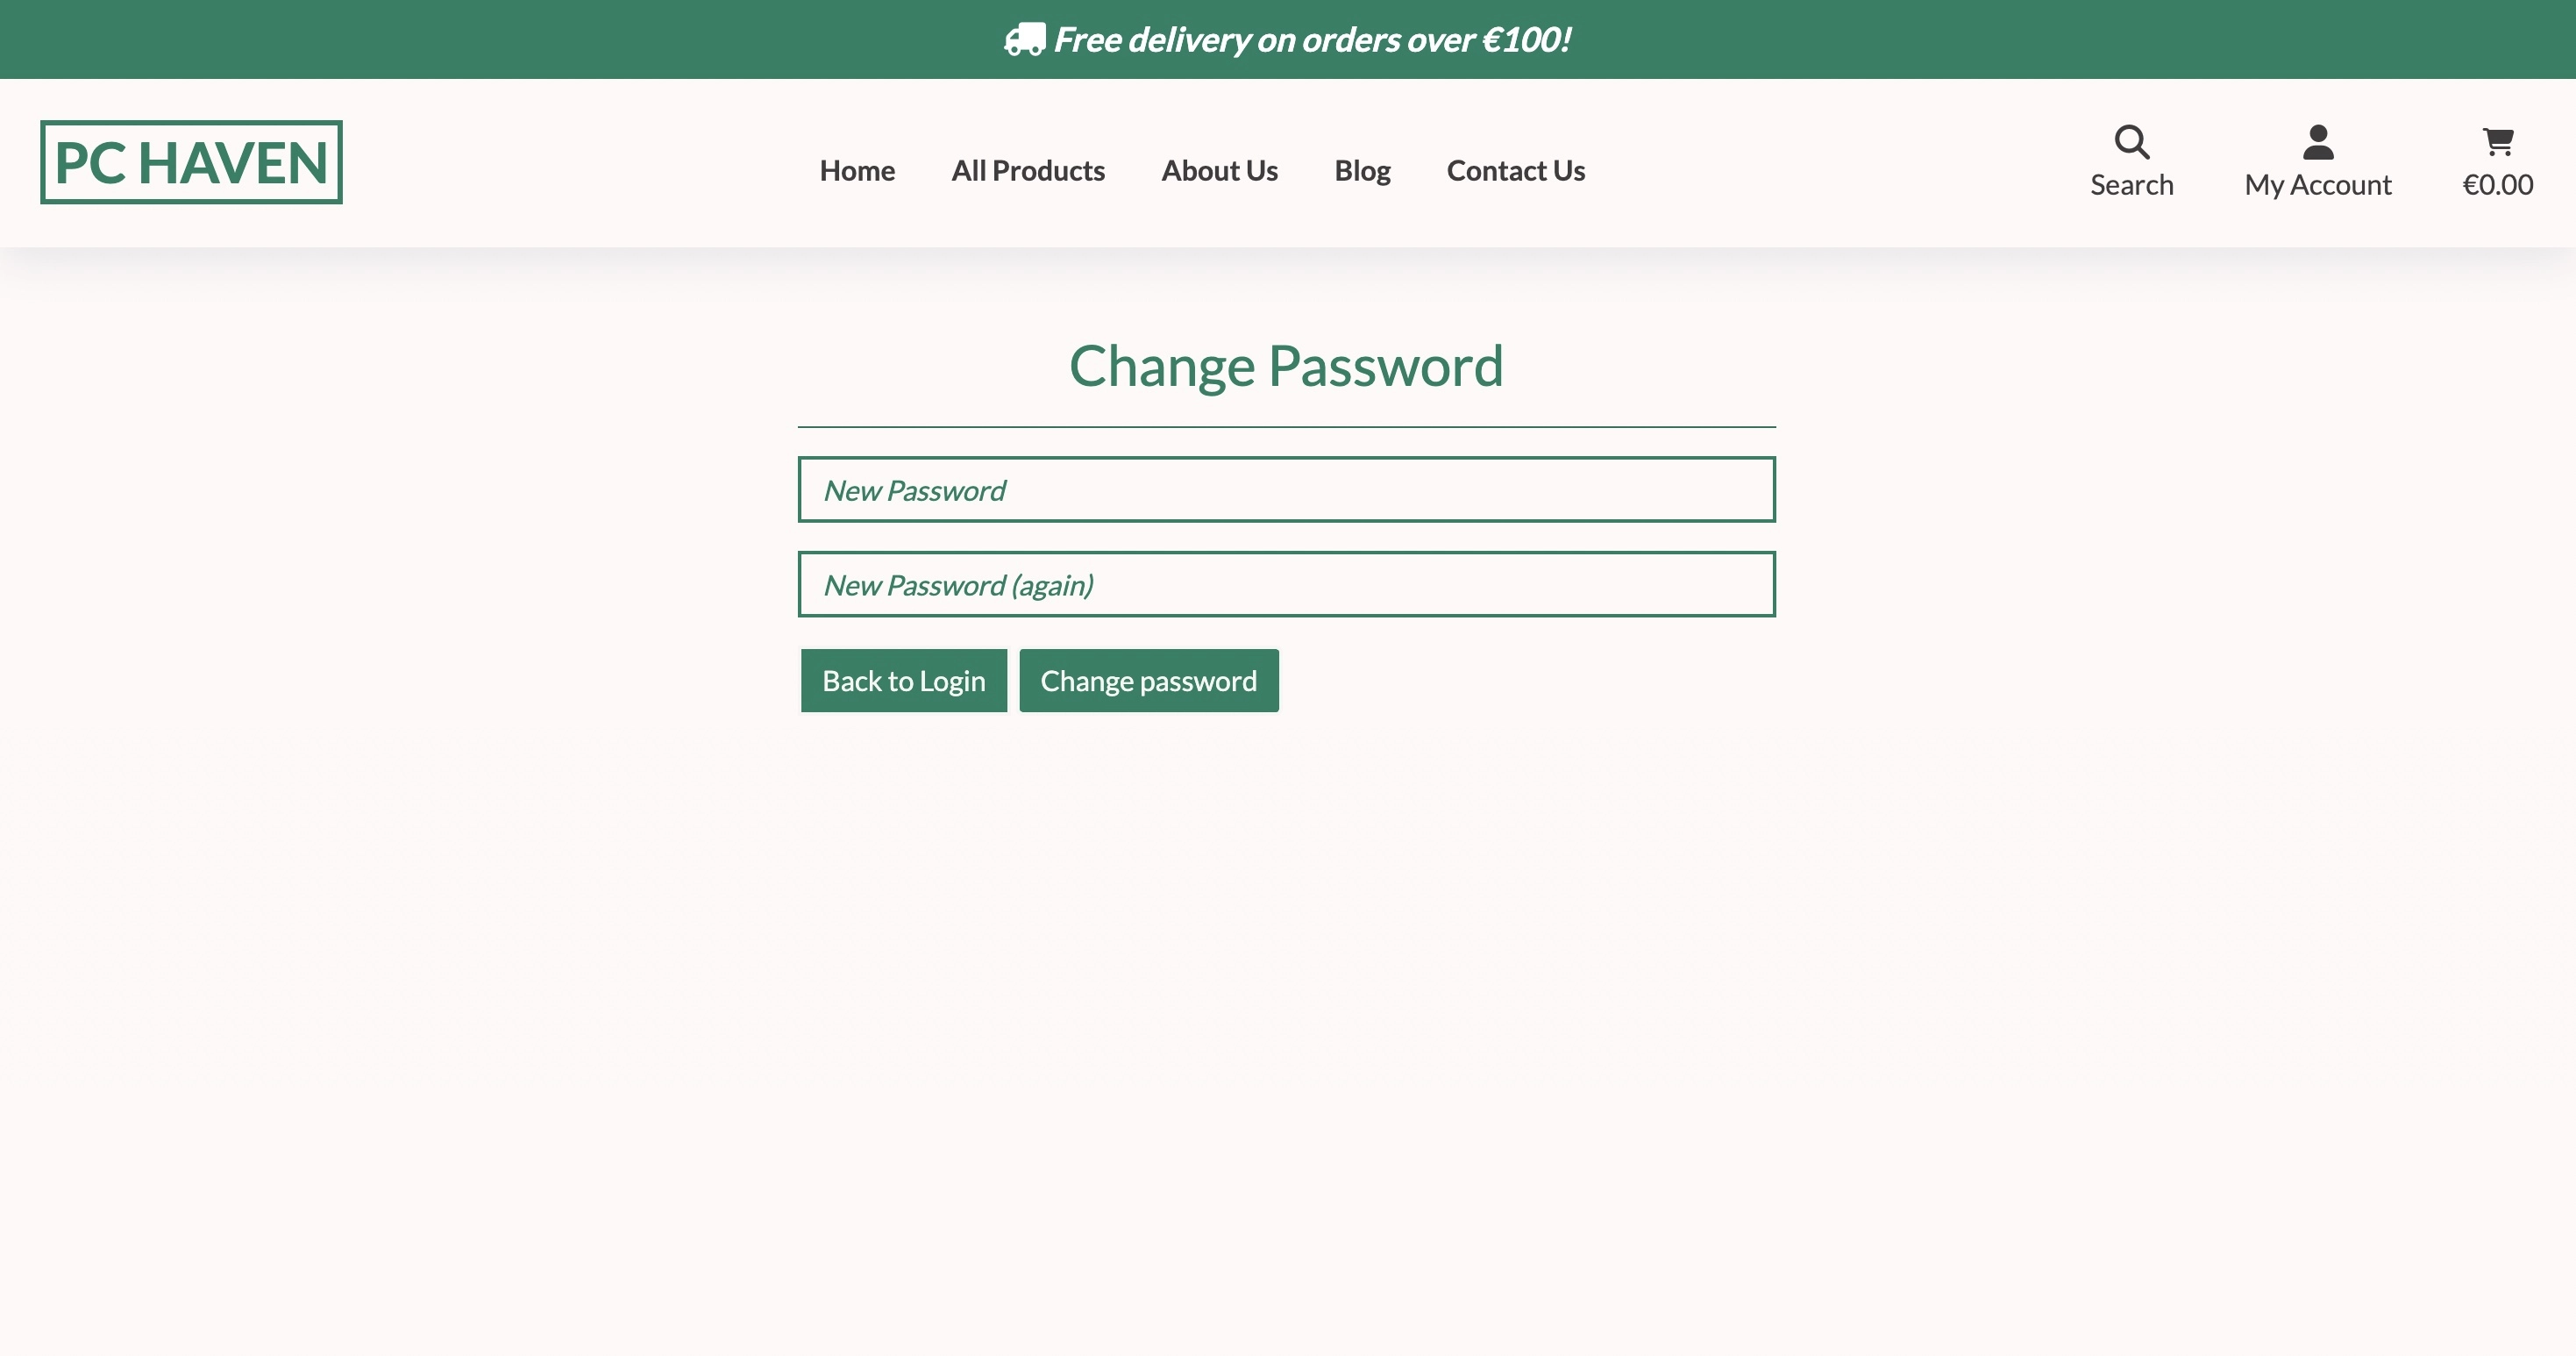 Free delivery on orders over €100!
PC HAVEN
Home All Products About Us Blog Contact Us
Search My Account €0.00
Change Password
New Password
New Password (again)
Back to Login Change password